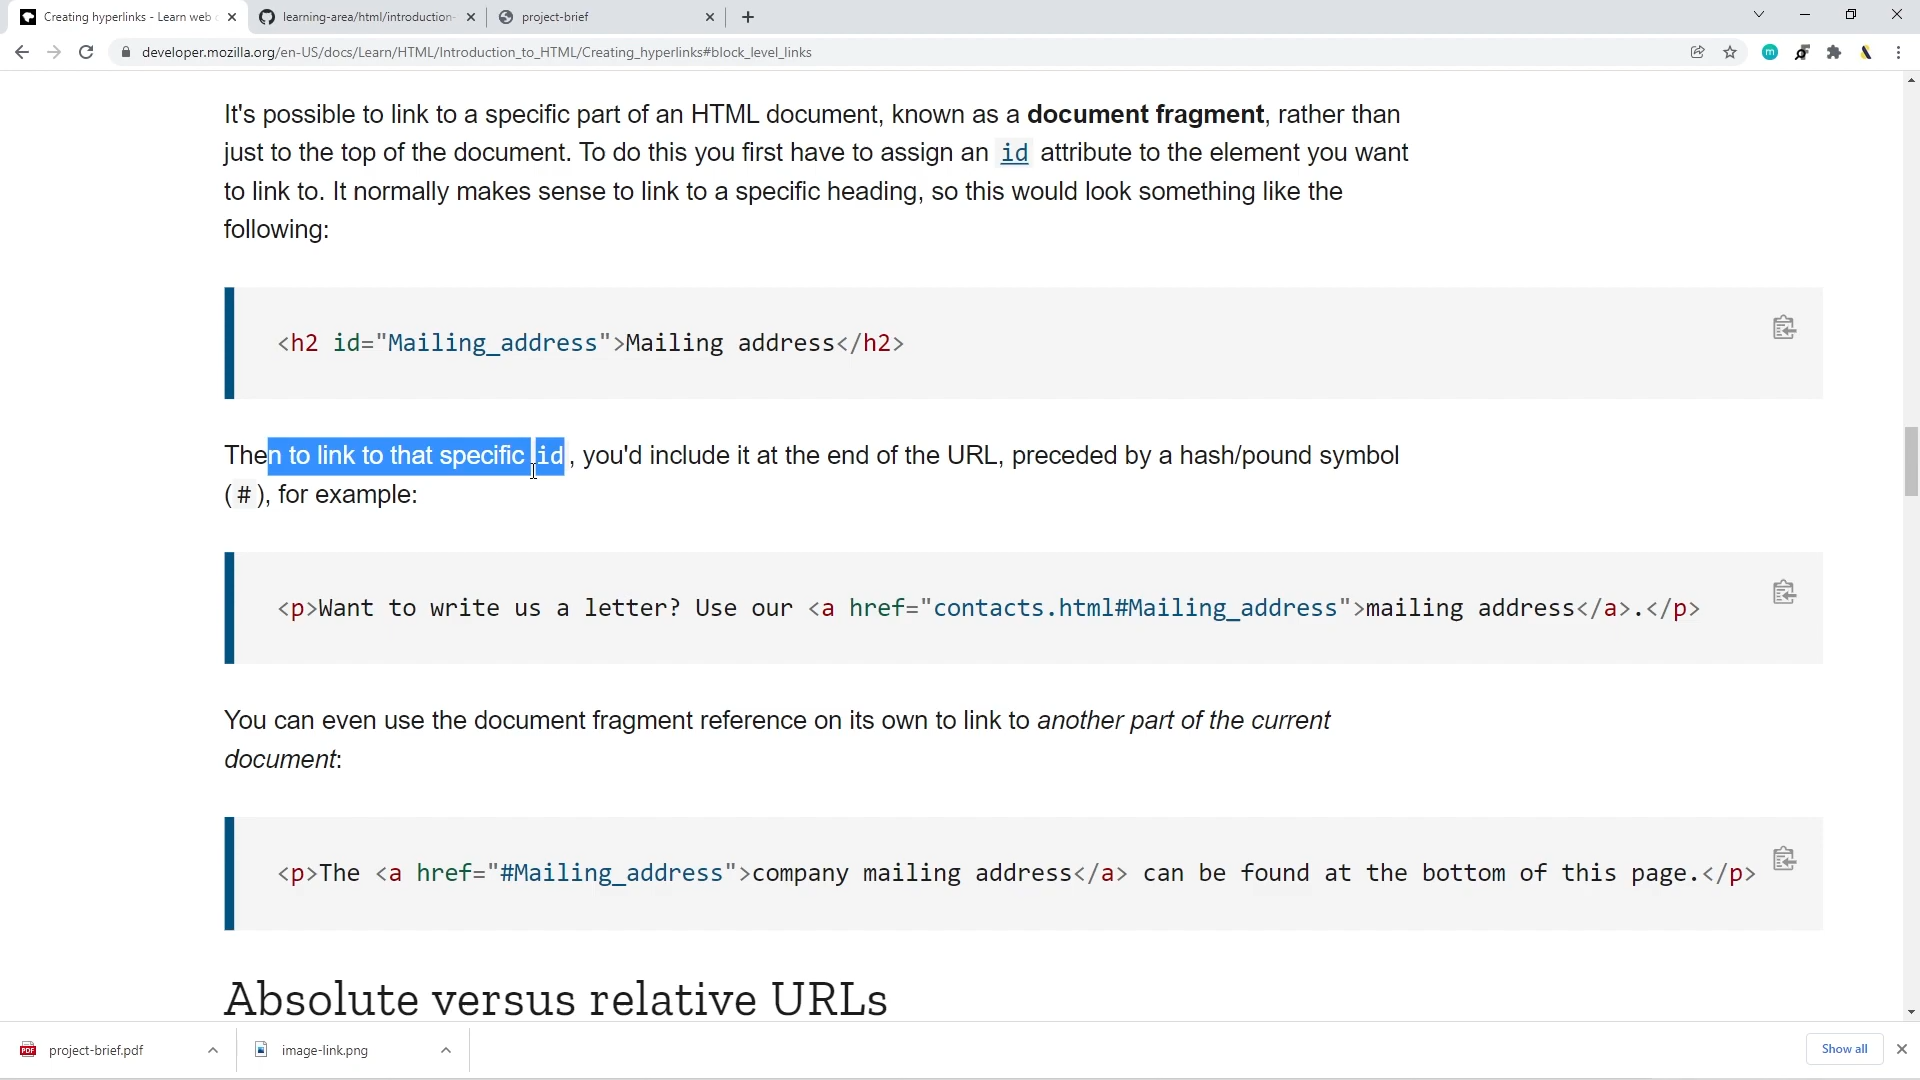 Creating hyperlinks - Learn web
learning-area/html/introduction-
project-brief
developer.mozilla.org/en-US/docs/Learn/HTML/Introduction_to_HTML/Creating_hyperlinks#block_level_links
m
It's possible to link to a specific part of an HTML document, known as a document fragment, rather than
just to the top of the document. To do this you first have to assign an id attribute to the element you want
to link to. It normally makes sense to link to a specific heading, so this would look something like the
following:
<h2 id="Mailing_address">Mailing address</h2>
Then to link to that specific id, you'd include it at the end of the URL, preceded by a hash/pound symbol
(#), for example:
<p>Want to write us a letter? Use our <a href="contacts.html#Mailing_address">mailing address</a>.</p>
You can even use the document fragment reference on its own to link to another part of the current
document:
<p>The <a href="#Mailing_address">company mailing address</a> can be found at the bottom of this page.</p>
Absolute versus relative URLs
PDF
project-brief.pdf
image-link.png
Show all